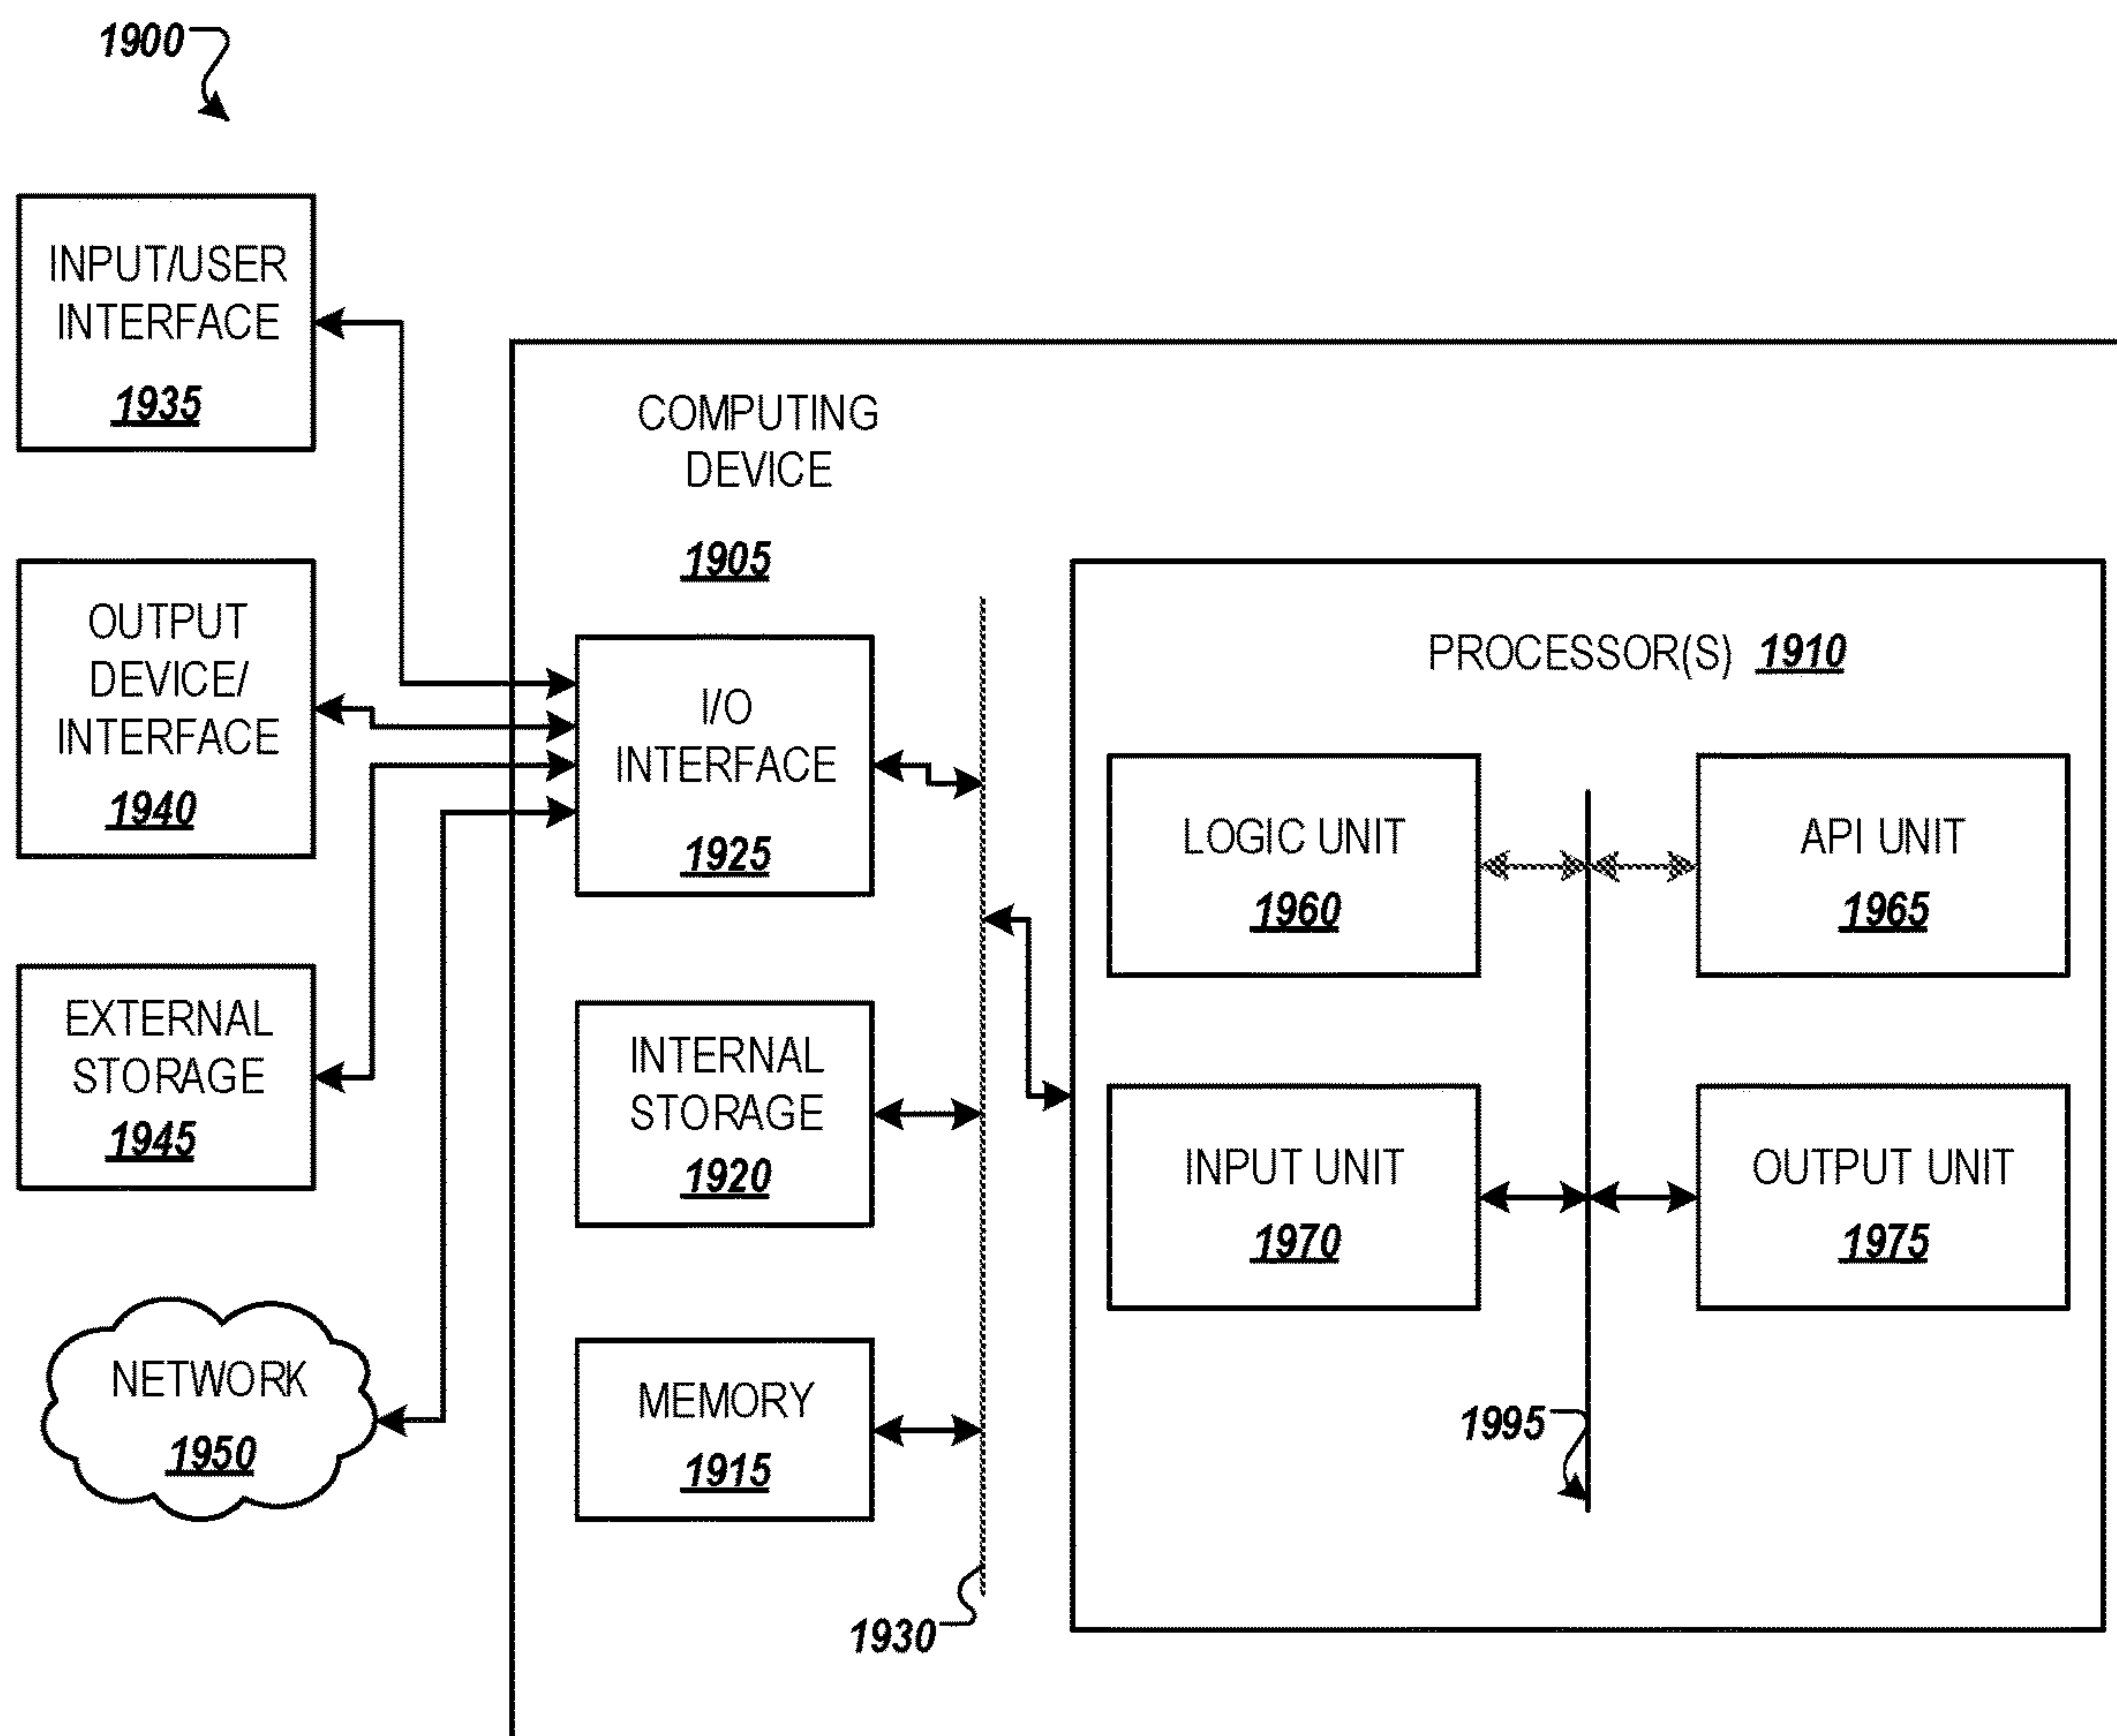 1900
INPUT/USER
INTERFACE
1935
OUTPUT
DEVICE/
INTERFACE
1940
EXTERNAL
STORAGE
1945
NETWORK
1950
COMPUTING
DEVICE
1905
I/O
INTERFACE
1925
INTERNAL
STORAGE
1920
MEMORY
1915
1930
PROCESSOR(S) 1910
LOGIC UNIT
1960
API UNIT
1965
INPUT UNIT
1970
OUTPUT UNIT
1975
1995